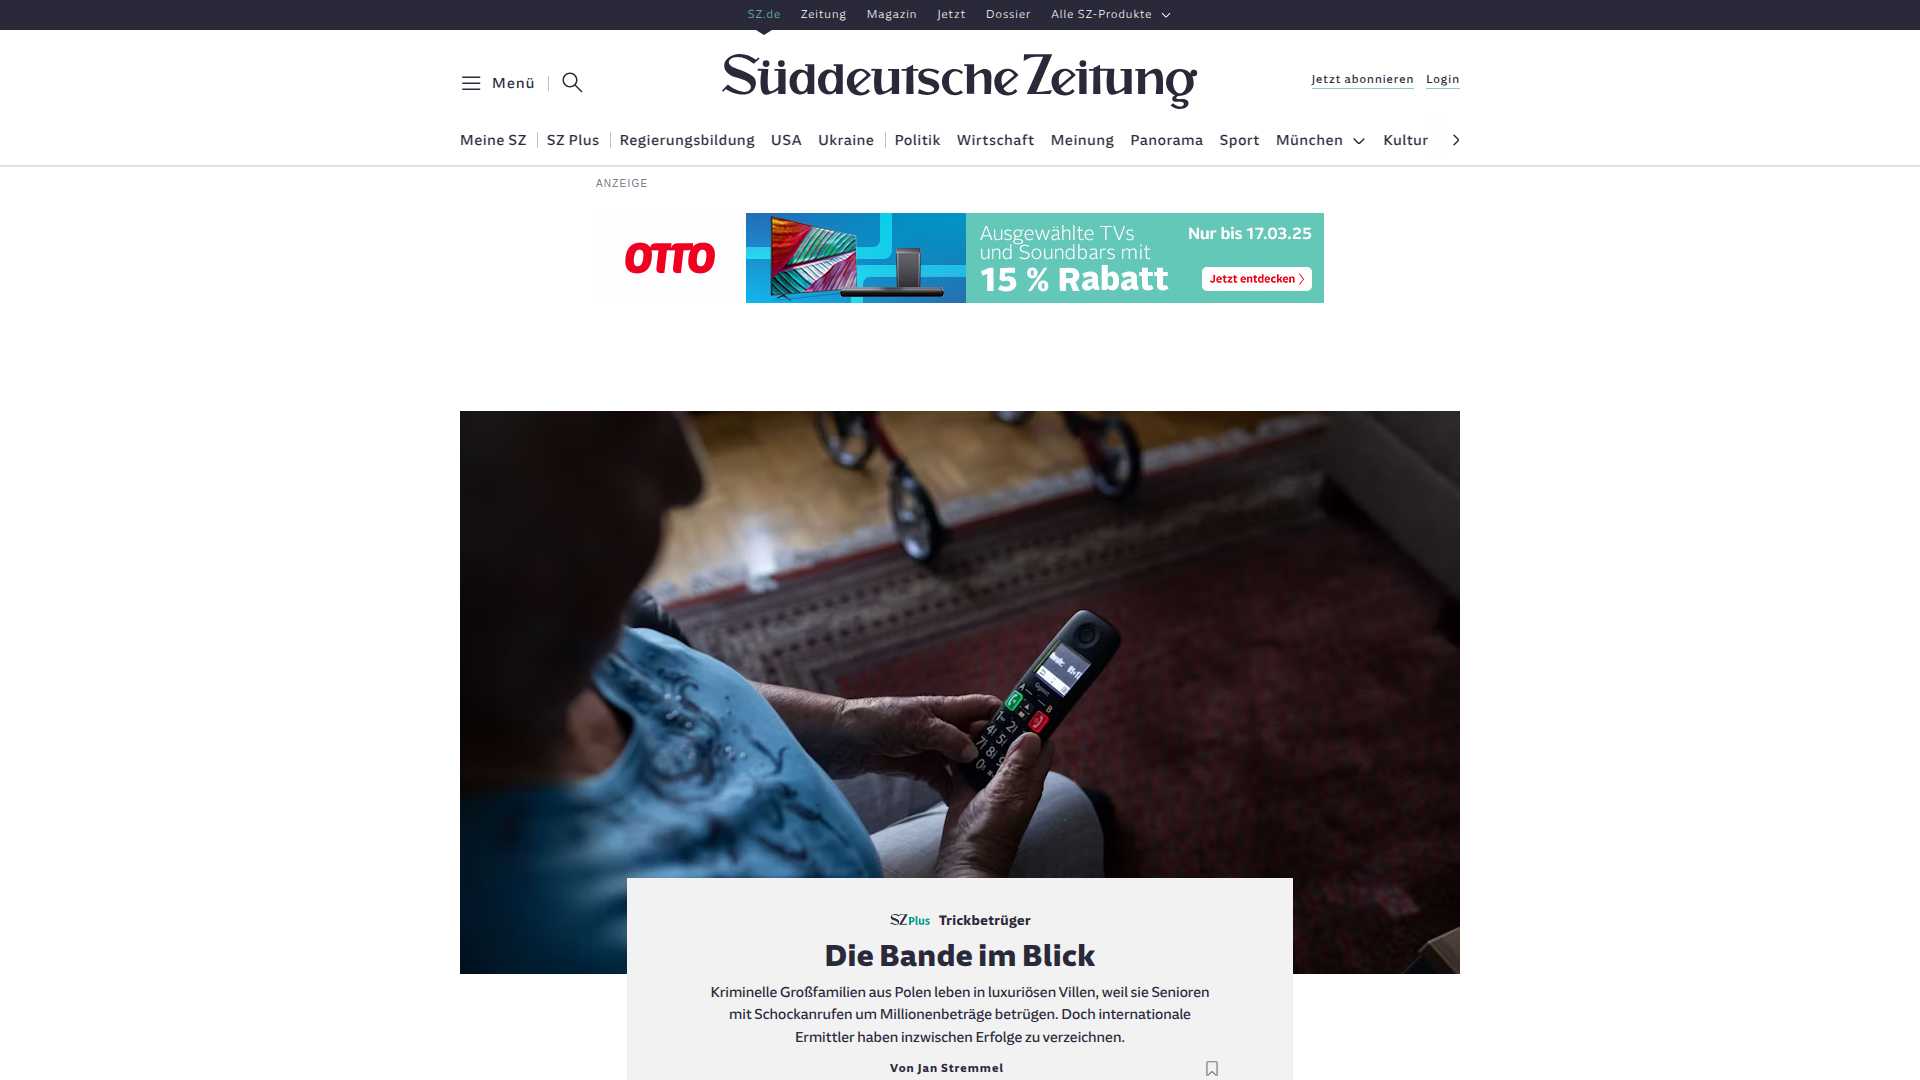 SZ.de Zeitung Magazin Jetzt Dossier Alle SZ-Produkte
Menü
Süddeutsche Zeitung
Jetzt abonnieren Login
Meine SZ SZ Plus Regierungsbildung USA Ukraine Politik Wirtschaft Meinung Panorama Sport München Kultur
ANZEIGE
OTTO
Ausgewählte TVs
und Soundbars mit
15 % Rabatt
Nur bis 17.03.25
Jetzt entdecken
SZ Plus Trickbetrüger
Die Bande im Blick
Kriminelle Großfamilien aus Polen leben in luxuriösen Villen, weil sie Senioren
mit Schockanrufen um Millionenbeträge betrügen. Doch internationale
Ermittler haben inzwischen Erfolge zu verzeichnen.
Von Jan Stremmel